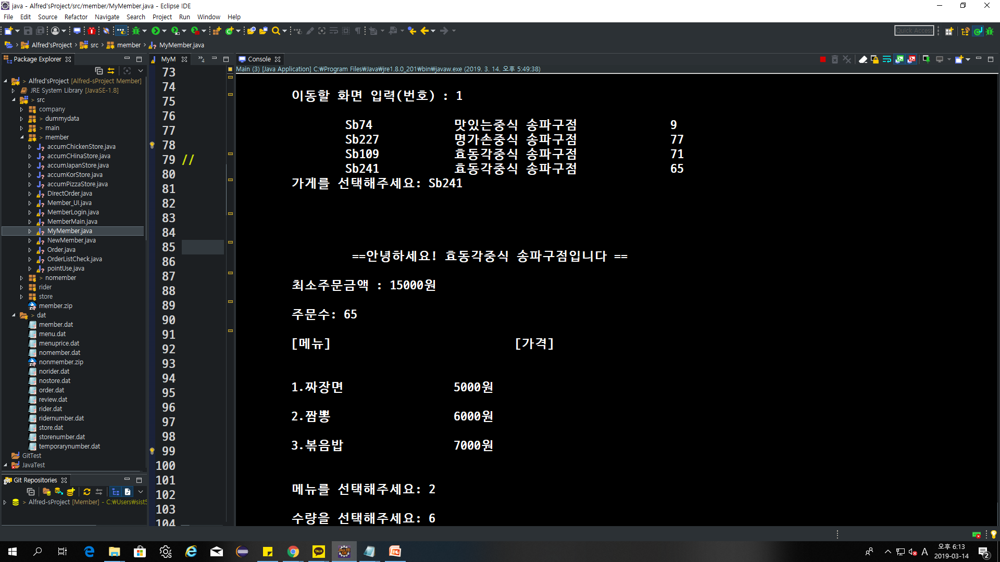 java - Alfred'sProject/src/member/MyMember.java - Eclipse IDE
File Edit Source Refactor Navigate Search Project Run Window Help
Quick Access
Alfred'sProject > src > member > MyMember.java
Package Explorer
> Alfred'sProject [Alfred-sProject Member]
JRE System Library [JavaSE-1.8]
> src
company
> dummydata
> main
> member
accumChickenStore.java
accumCHinaStore.java
accumJapanStore.java
accumKorStore.java
accumPizzaStore.java
DirectOrder.java
Member_UI.java
MemberLogin.java
MemberMain.java
MyMember.java
NewMember.java
Order.java
OrderListCheck.java
pointUse.java
> nomember
rider
store
member.zip
> dat
member.dat
menu.dat
menuprice.dat
nomember.dat
nonmember.zip
norider.dat
nostore.dat
order.dat
review.dat
rider.dat
ridernumber.dat
store.dat
storenumber.dat
temporarynumber.dat
GitTest
JavaTest
Git Repositories
> Alfred-sProject [Member] - C:₩Users₩sist5
MyM
»4
73
74
75
76
77
78
79 //
80
81
82
83
84
85
86
87
88
89
90
91
92
93
94
95
96
97
98
99
100
101
102
103
104
Console
Main (3) [Java Application] C:₩Program Files₩Java₩jre1.8.0_201₩bin₩javaw.exe (2019. 3. 14. 오후 5:49:38)
이동할 화면 입력(번호) : 1
Sb74 맛있는중식 송파구점 9
Sb227 명가손중식 송파구점 77
Sb109 효동각중식 송파구점 71
Sb241 효동각중식 송파구점 65
가게를 선택해주세요: Sb241
==안녕하세요! 효동각중식 송파구점입니다 ==
최소주문금액 : 15000원
주문수: 65
[메뉴] [가격]
1.짜장면 5000원
2.짬뽕 6000원
3.볶음밥 7000원
메뉴를 선택해주세요: 2
수량을 선택해주세요: 6
TALK
A
오후 6:13
2019-03-14
2